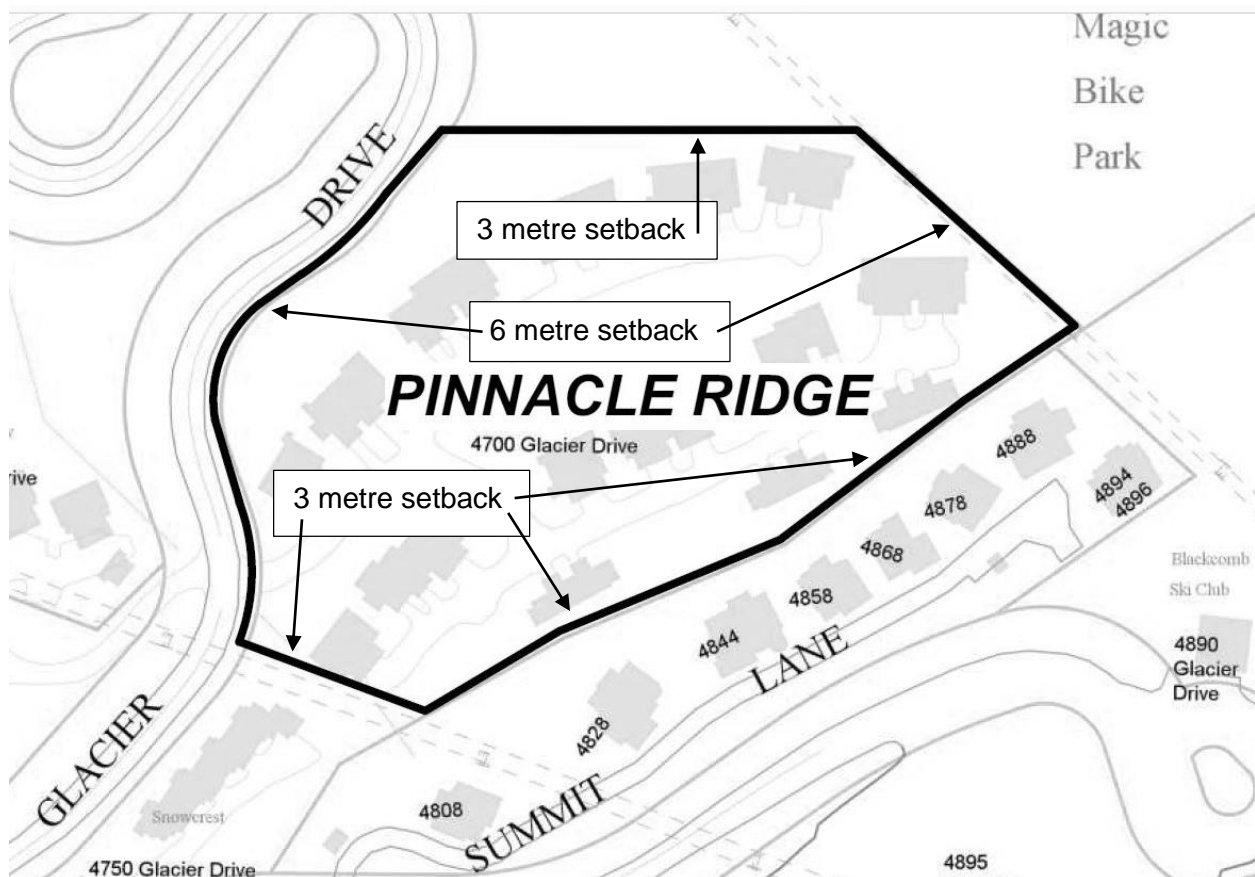 Magic
Bike
Park
DRIVE
3 metre setback
6 metre setback
PINNACLE RIDGE
4700 Glacier Drive
rive
3 metre setback
4888
4894
4896
4878
4868
4858
4844
4828
4808
LANE
SUMMIT
GLACIER
Blackcomb
Ski Club
4890
Glacier
Drive
Snowcrest
4750 Glacier Drive
4895